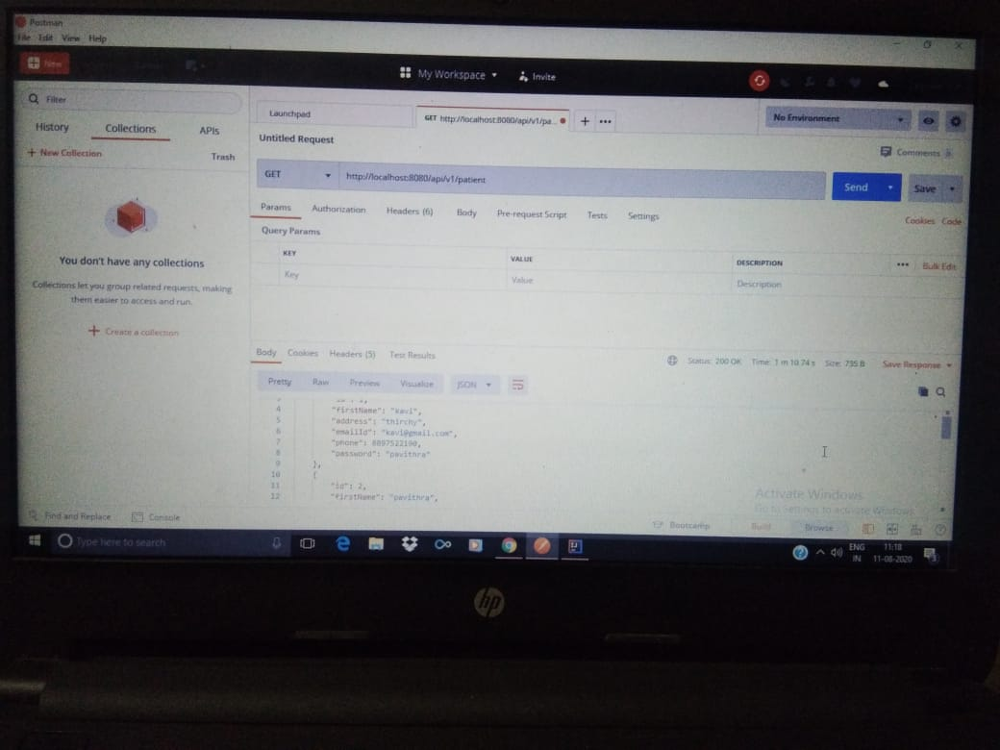 Postman
File Edit View Help
New
My Workspace
Invite
Filter
History Collections APIs
+ New Collection Trash
You don't have any collections
Collections let you group related requests, making
them easier to access and run.
+ Create a collection
Launchpad
GET http://localhost:8080/api/v1/pa...
+ •••
No Environment
Untitled Request
Comments
GET http://localhost:8080/api/v1/patient
Send Save
Params Authorization Headers (6) Body Pre-request Script Tests Settings
Cookies Code
Query Params
KEY VALUE DESCRIPTION ••• Bulk Edit
Key Value Description
Body Cookies Headers (5) Test Results
Status: 200 OK Time: 1 m 10.74 s Size: 735 B Save Response
Pretty Raw Preview Visualize JSON
4 "firstName": "kavi",
5 "address": "thirchy",
6 "emailId": "kavi@gmail.com",
7 "phone": 8897522190,
8 "password": "pavithra"
9 },
10 {
11 "id": 2,
12 "firstName": "pavithra",
Activate Windows
Go to Settings to activate Windows.
Find and Replace Console
Bootcamp Build Browse
Type here to search
ENG
IN
11:18
11-08-2020
hp